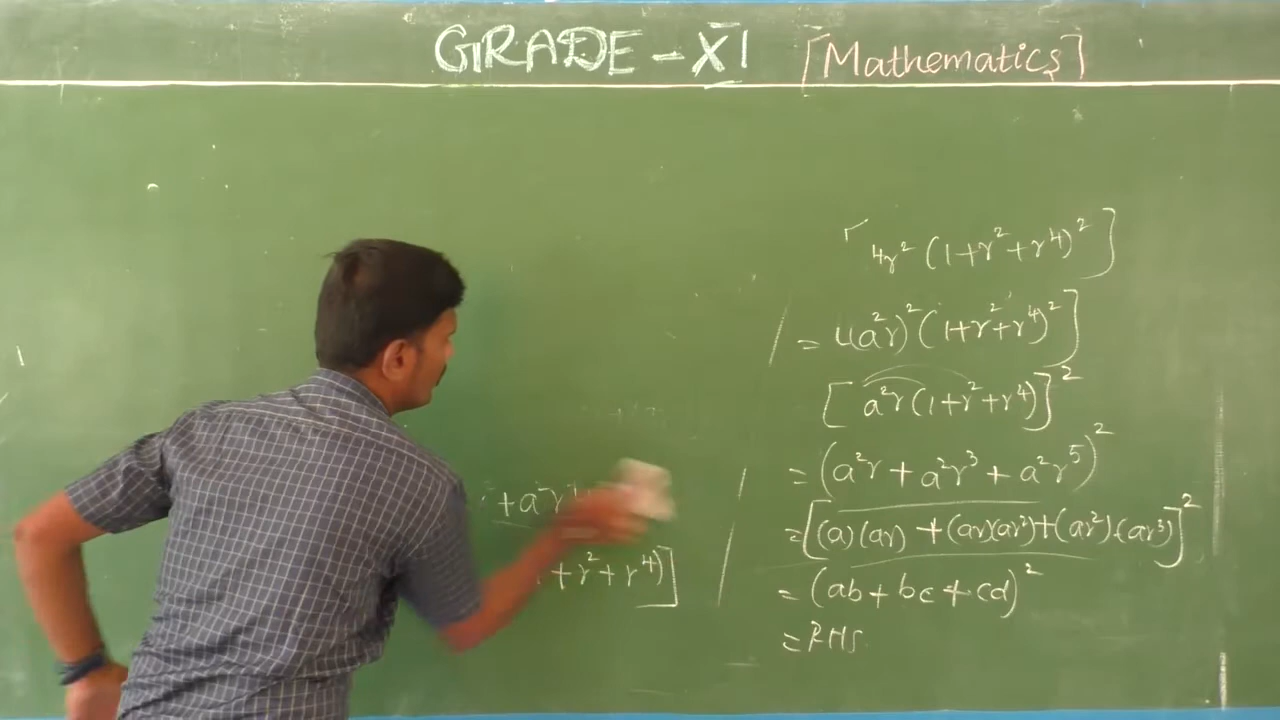 GRADE - XI [Mathematics]
+a²r
+ r² + r⁴)]
4r² (1+r²+r⁴)²]
= 4(a²r)²(1+r²+r⁴)²]
[a²r(1+r²+r⁴)]²
= (a²r + a²r³ + a²r⁵)²
= [(a)(ar) + (ar)(ar²)+(ar²)(ar³)]²
= (ab + bc + cd)²
= RHS.